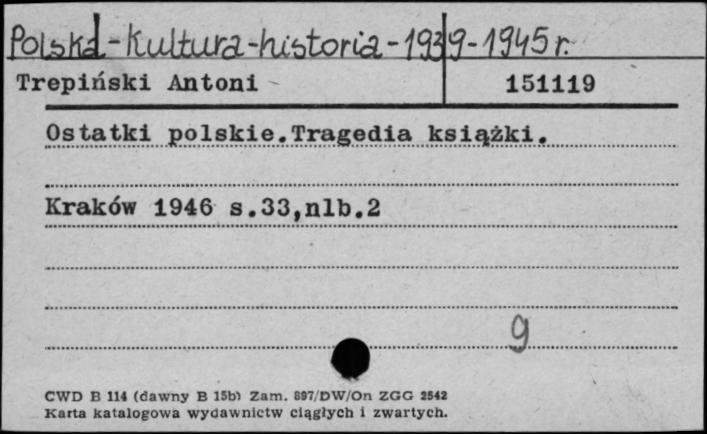 Polska-Kultura-historia-1939-1945 r.
Trepiński Antoni 151119
Ostatki polskie.Tragedia książki.
Kraków 1946 s.33,nlb.2
9
CWD B 114 (dawny B 15b) Zam. 897/DW/On ZGG 2542
Karta katalogowa wydawnictw ciągłych i zwartych.